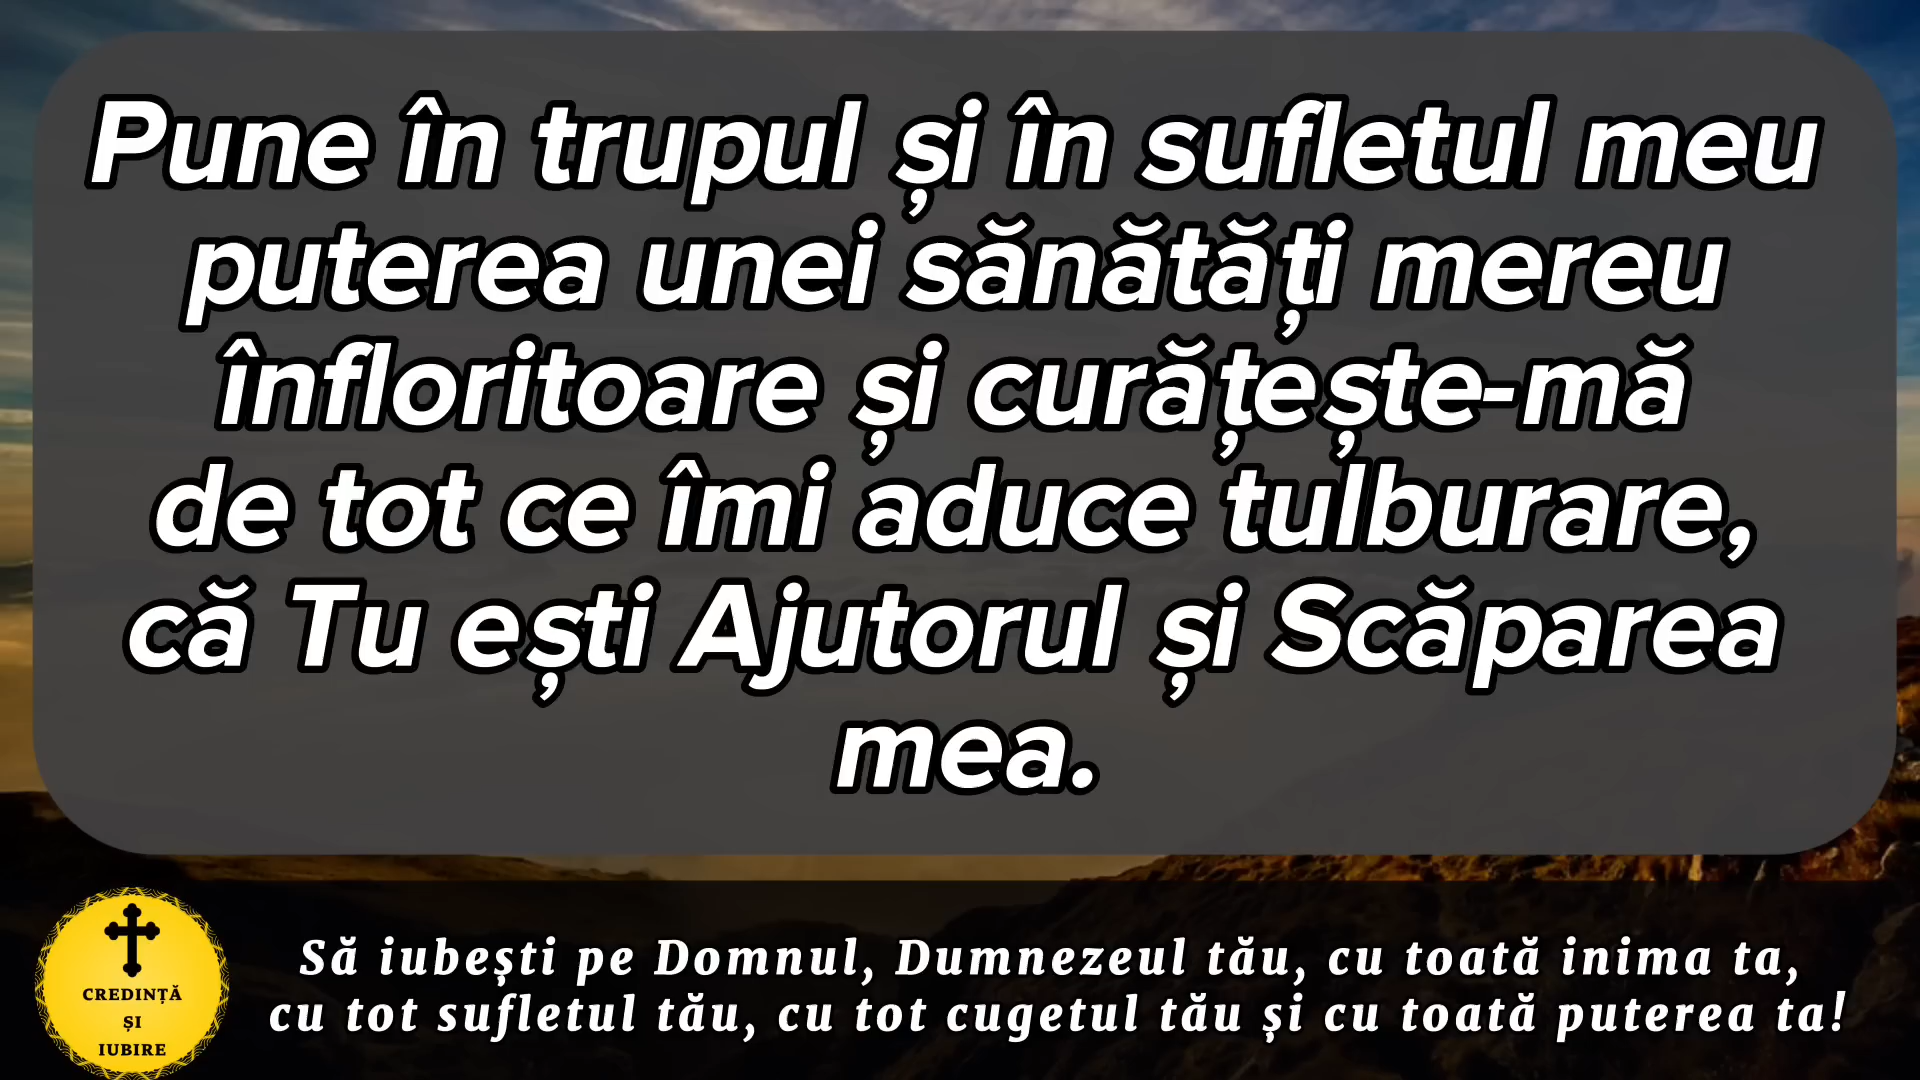 Pune în trupul și în sufletul meu
puterea unei sănătăți mereu
înfloritoare și curățește-mă
de tot ce îmi aduce tulburare,
că Tu ești Ajutorul și Scăparea
mea.
CREDINȚĂ
ȘI
IUBIRE
Să iubești pe Domnul, Dumnezeul tău, cu toată inima ta,
cu tot sufletul tău, cu tot cugetul tău și cu toată puterea ta!